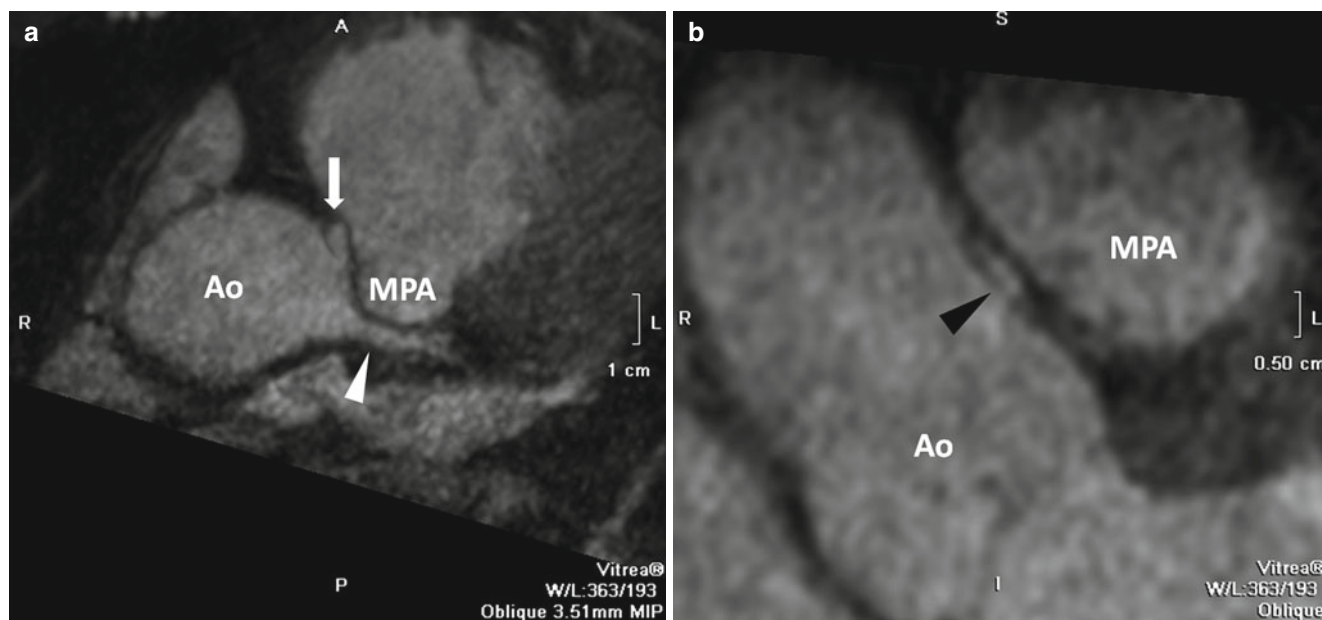 a
A
Ao
MPA
R
L
1 cm
P
Vitrea®
W/L:363/193
Oblique 3.51mm MIP
b
S
MPA
R
L
0.50 cm
Ao
I
Vitrea®
W/L:363/193
Oblique